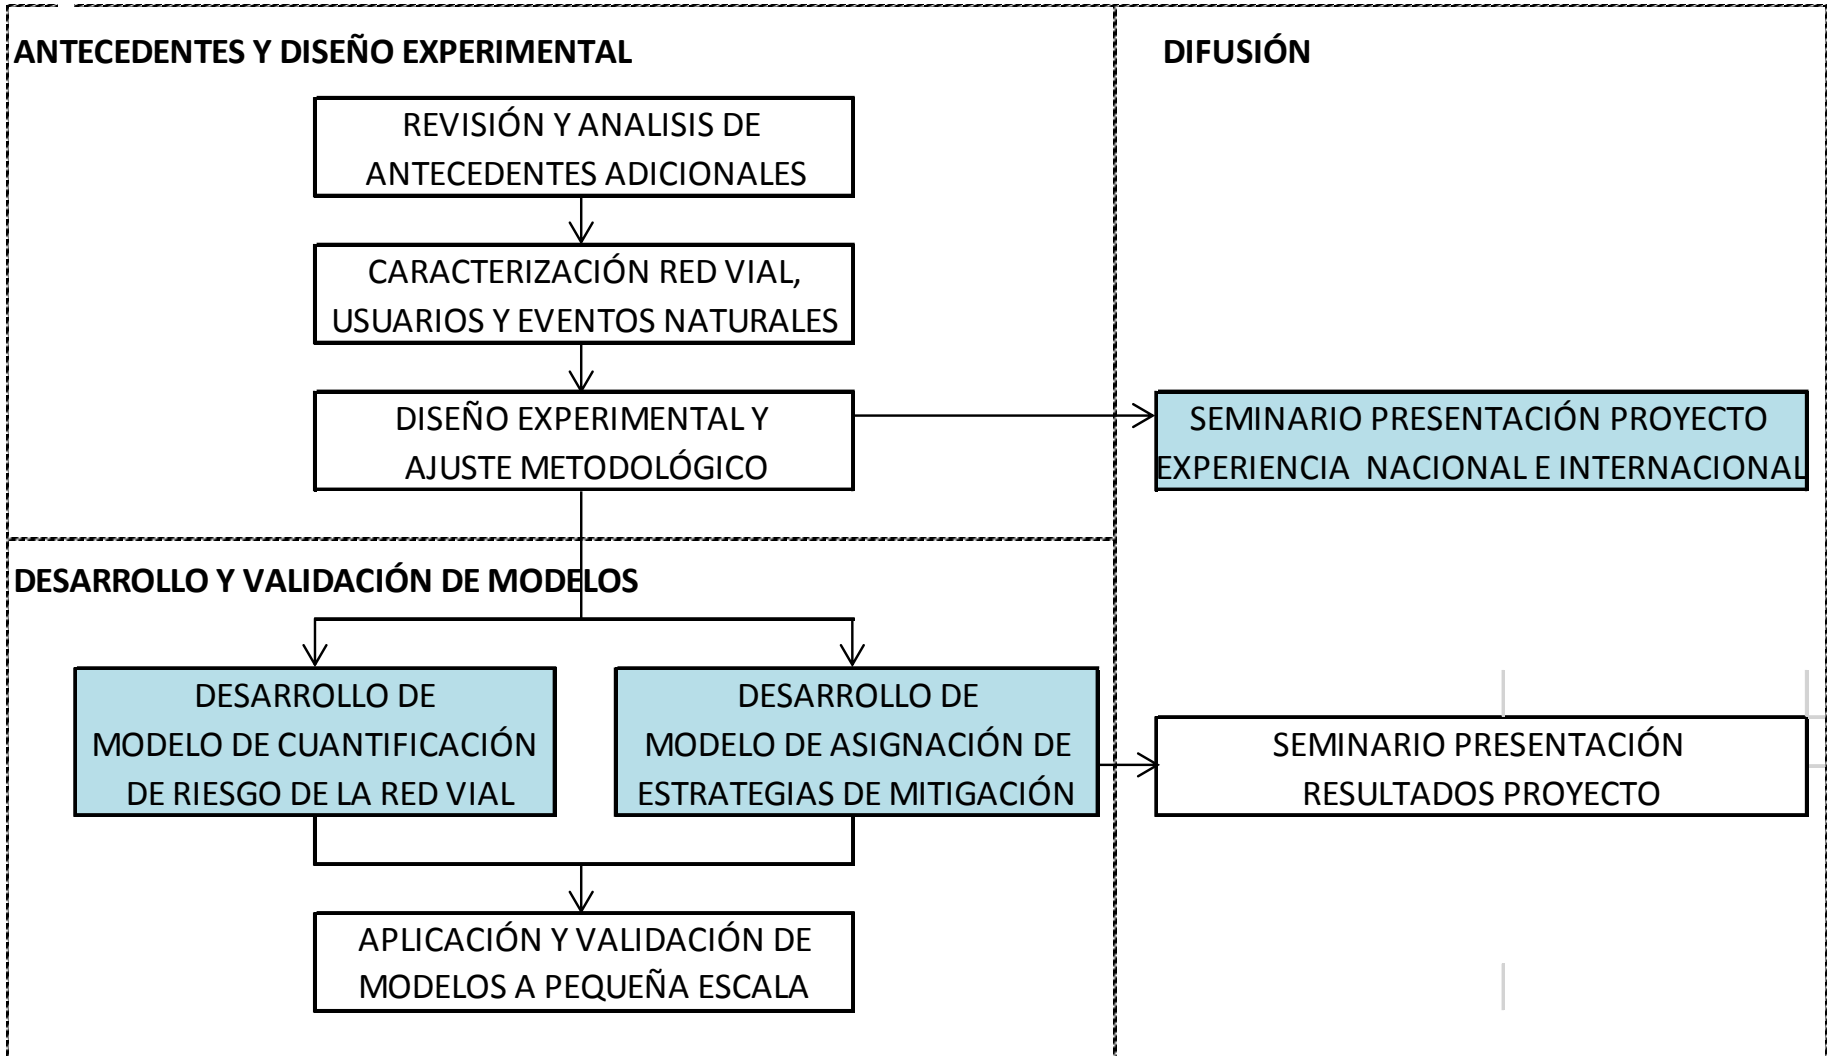 ANTECEDENTES Y DISEÑO EXPERIMENTAL
REVISIÓN Y ANALISIS DE
ANTECEDENTES ADICIONALES
CARACTERIZACIÓN RED VIAL,
USUARIOS Y EVENTOS NATURALES
DISEÑO EXPERIMENTAL Y
AJUSTE METODOLÓGICO
DESARROLLO Y VALIDACIÓN DE MODELOS
DESARROLLO DE
MODELO DE CUANTIFICACIÓN
DE RIESGO DE LA RED VIAL
DESARROLLO DE
MODELO DE ASIGNACIÓN DE
ESTRATEGIAS DE MITIGACIÓN
APLICACIÓN Y VALIDACIÓN DE
MODELOS A PEQUEÑA ESCALA
DIFUSIÓN
SEMINARIO PRESENTACIÓN PROYECTO
EXPERIENCIA NACIONAL E INTERNACIONAL
SEMINARIO PRESENTACIÓN
RESULTADOS PROYECTO